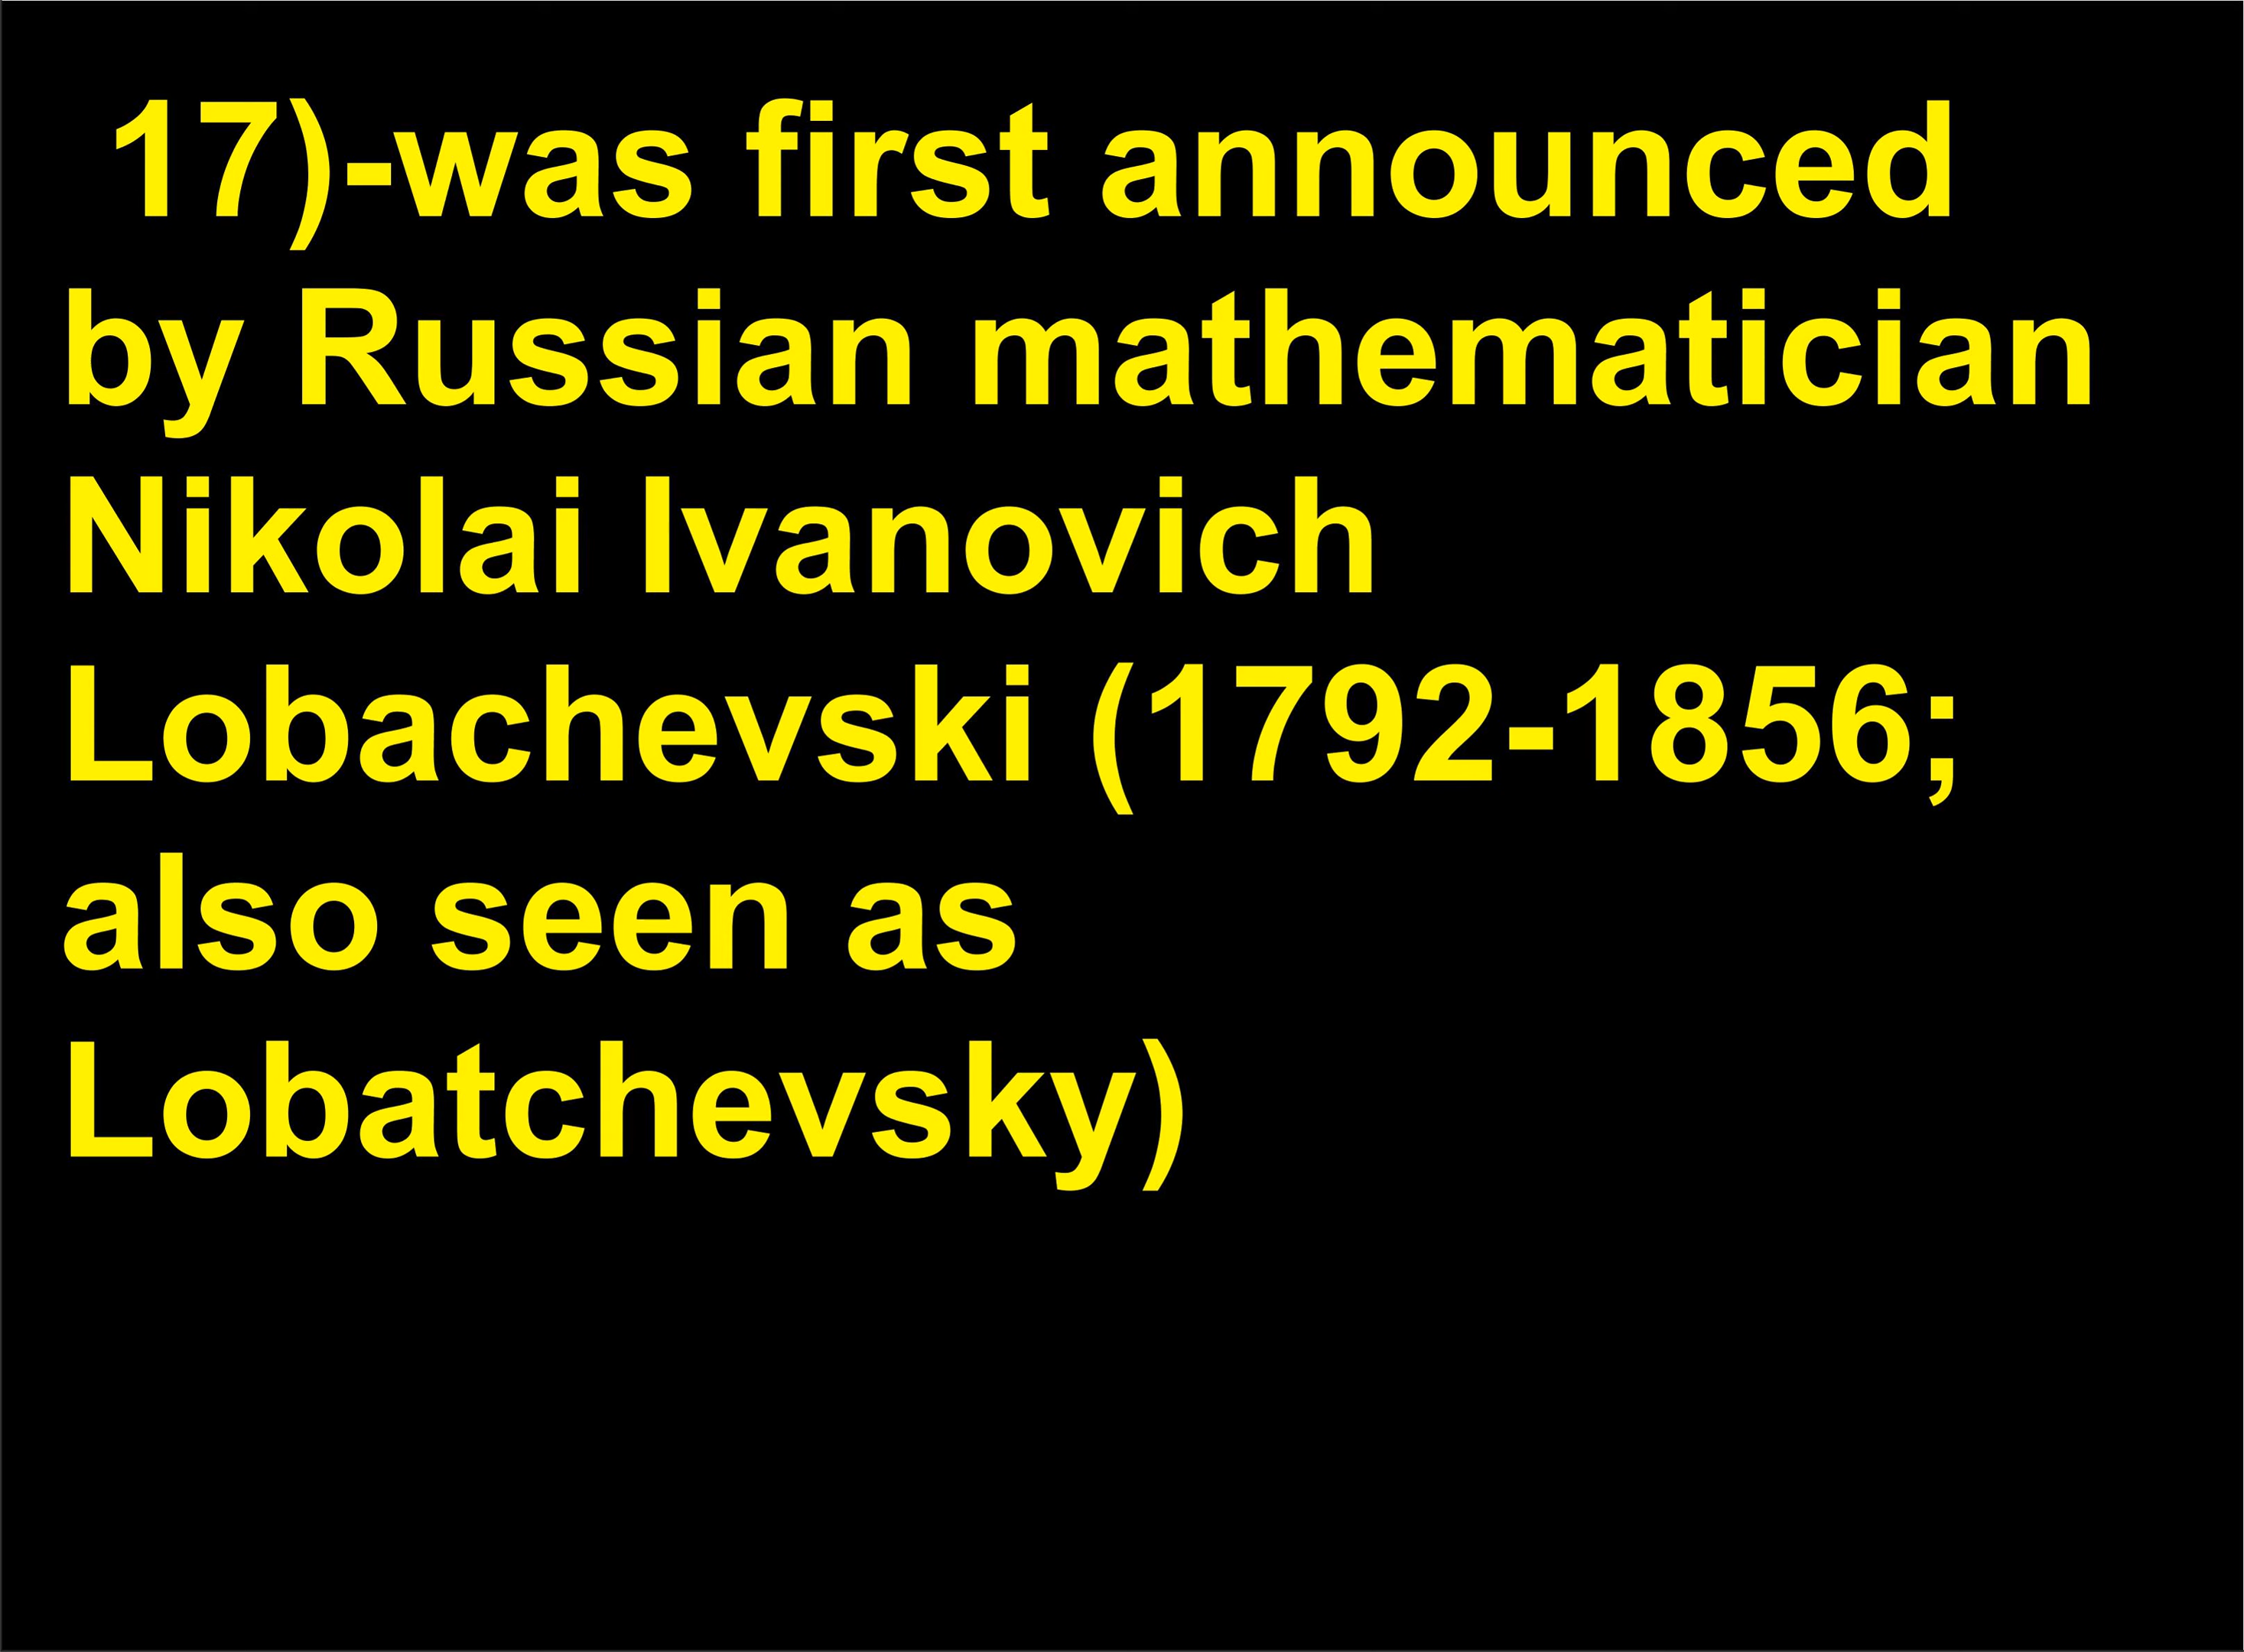 17)-was first announced
by Russian mathematician
Nikolai Ivanovich
Lobachevski (1792-1856;
also seen as
Lobatchevsky)